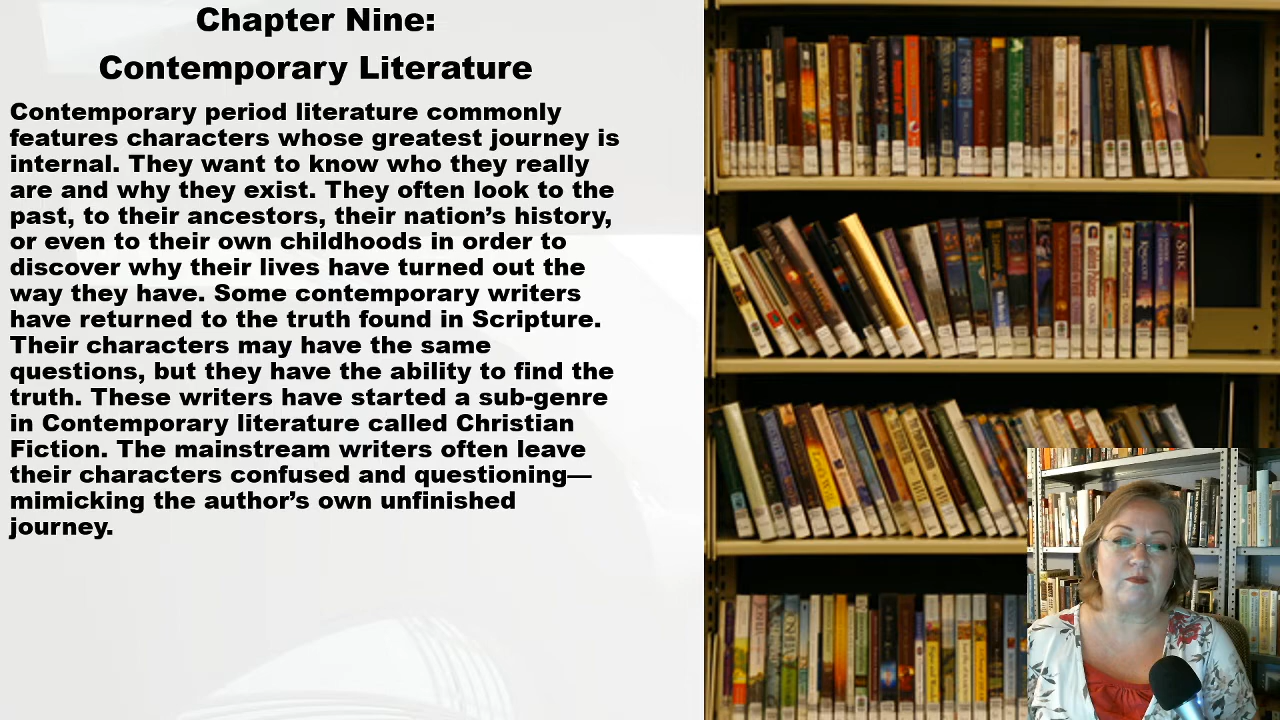 Chapter Nine:
Contemporary Literature
Contemporary period literature commonly
features characters whose greatest journey is
internal. They want to know who they really
are and why they exist. They often look to the
past, to their ancestors, their nation’s history,
or even to their own childhoods in order to
discover why their lives have turned out the
way they have. Some contemporary writers
have returned to the truth found in Scripture.
Their characters may have the same
questions, but they have the ability to find the
truth. These writers have started a sub-genre
in Contemporary literature called Christian
Fiction. The mainstream writers often leave
their characters confused and questioning—
mimicking the author’s own unfinished
journey.
SILK